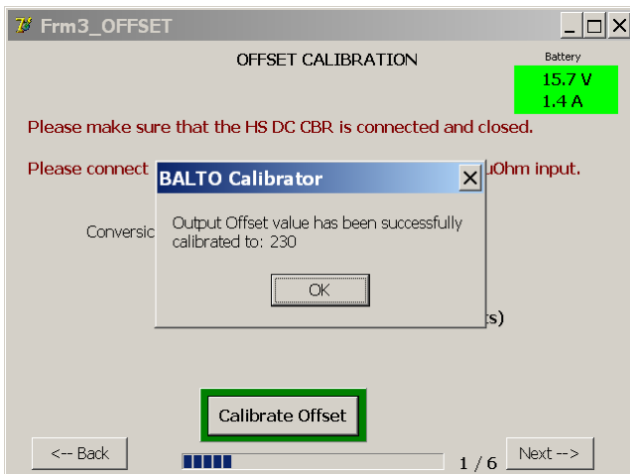 Frm3_OFFSET
OFFSET CALIBRATION
Battery
15.7 V
1.4 A
Please make sure that the HS DC CBR is connected and closed.
Please connect
uOhm input.
BALTO Calibrator
Output Offset value has been successfully
calibrated to: 230
OK
s)
Calibrate Offset
<-- Back
1 / 6
Next -->